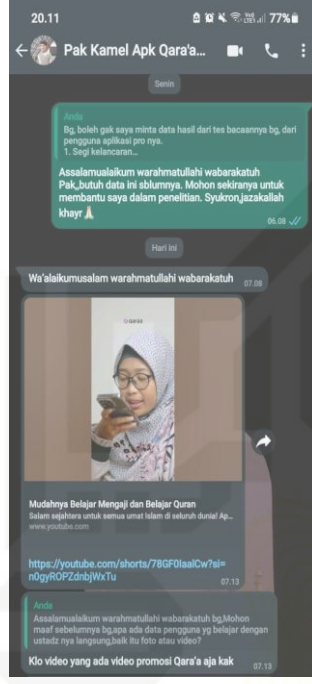 20.11
77%
Pak Kamel Apk Qara'a...
Senin
Anda
Bg, boleh gak saya minta data hasil dari tes bacaannya bg, dari
pengguna aplikasi pro nya.
1. Segi kelancaran...
Assalamualaikum warahmatullahi wabarakatuh
Pak,,butuh data ini sblumnya. Mohon sekiranya untuk
membantu saya dalam penelitian. Syukron,jazakallah
khayr🙏🏻
06.08
Hari ini
Wa'alaikumusalam warahmatullahi wabarakatuh
07.08
Mudahnya Belajar Mengaji dan Belajar Quran
Salam sejahtera untuk semua umat Islam di seluruh dunia! Ap...
www.youtube.com
https://youtube.com/shorts/78GF0IaalCw?si=
n0gyROPZdnbjWxTu
07.13
Anda
Assalamualaikum warahmatullahi wabarakatuh bg,Mohon
maaf sebelumnya bg,apa ada data pengguna yg belajar dengan
ustadz nya langsung,baik itu foto atau video?
Klo video yang ada video promosi Qara'a aja kak
07.13